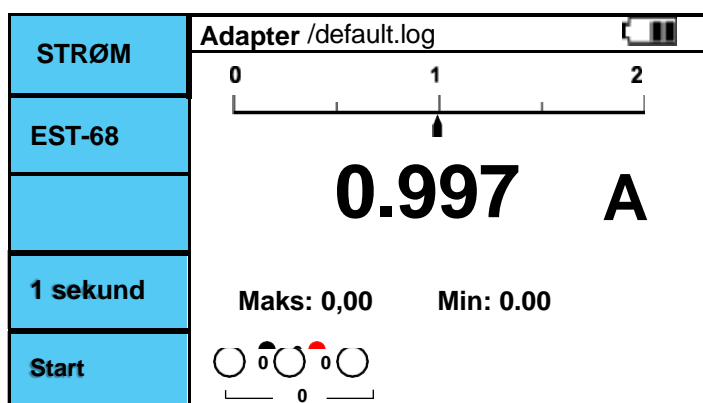 STRØM
EST-68
1 sekund
Start
Adapter /default.log
0 1 2
0.997 A
Maks: 0,00 Min: 0.00
0 0
0